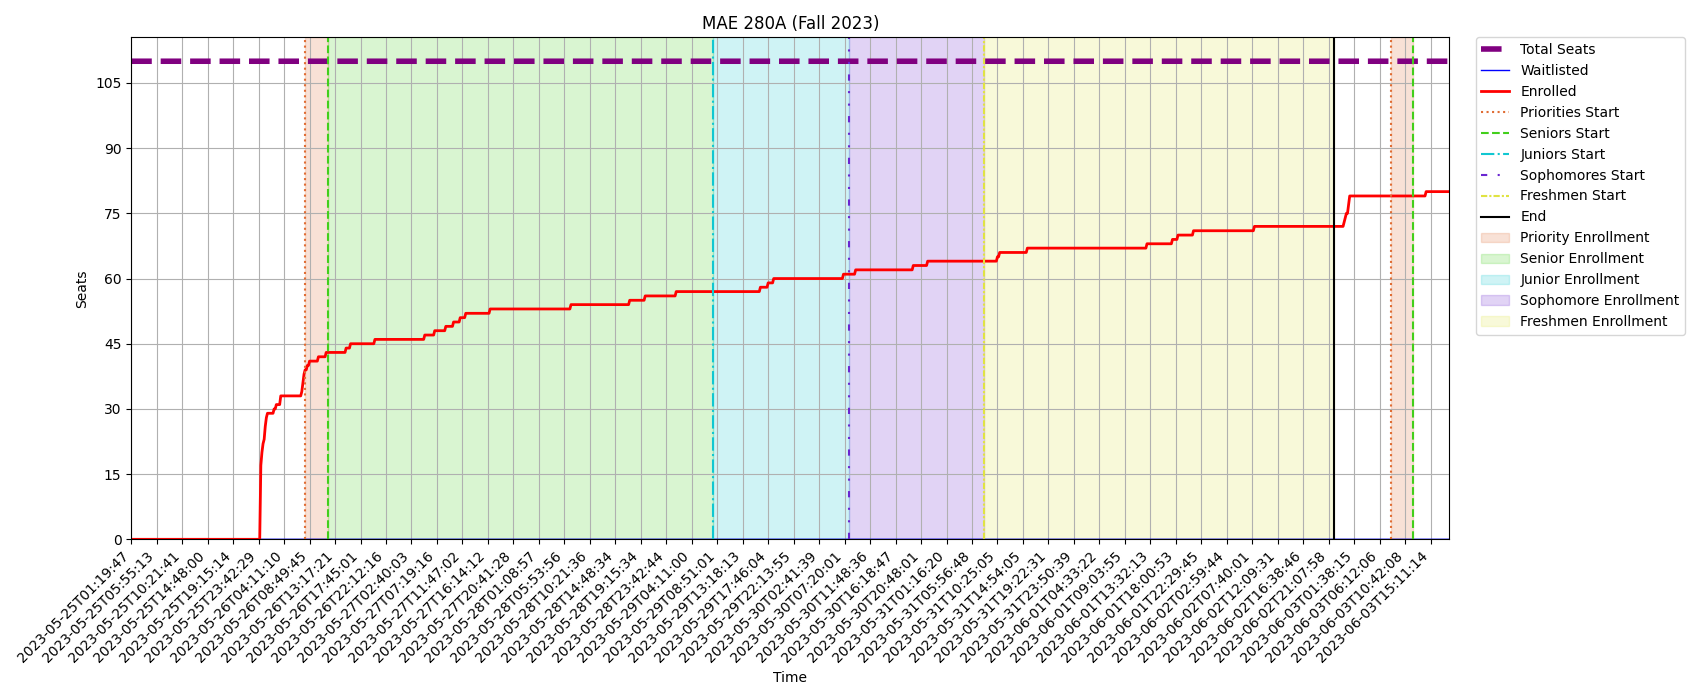 MAE 280A (Fall 2023)
Seats
105
90
75
60
45
30
15
0
2023-05-25T01:19:47
2023-05-25T05:55:13
2023-05-25T10:21:41
2023-05-25T14:48:00
2023-05-25T19:15:14
2023-05-25T23:42:29
2023-05-26T04:11:10
2023-05-26T08:49:45
2023-05-26T13:17:21
2023-05-26T17:45:01
2023-05-26T22:12:16
2023-05-27T02:40:03
2023-05-27T07:19:16
2023-05-27T11:47:02
2023-05-27T16:14:12
2023-05-27T20:41:28
2023-05-28T01:08:57
2023-05-28T05:53:56
2023-05-28T10:21:36
2023-05-28T14:48:34
2023-05-28T19:15:34
2023-05-28T23:42:44
2023-05-29T04:11:00
2023-05-29T08:51:01
2023-05-29T13:18:13
2023-05-29T17:46:04
2023-05-29T22:13:55
2023-05-30T02:41:39
2023-05-30T07:20:01
2023-05-30T11:48:36
2023-05-30T16:18:47
2023-05-30T20:48:01
2023-05-31T01:16:20
2023-05-31T05:56:48
2023-05-31T10:25:05
2023-05-31T14:54:05
2023-05-31T19:22:31
2023-05-31T23:50:39
2023-06-01T04:33:22
2023-06-01T09:03:55
2023-06-01T13:32:13
2023-06-01T18:00:53
2023-06-01T22:29:45
2023-06-02T02:59:44
2023-06-02T07:40:01
2023-06-02T12:09:31
2023-06-02T16:38:46
2023-06-02T21:07:58
2023-06-03T01:38:15
2023-06-03T06:12:06
2023-06-03T10:42:08
2023-06-03T15:11:14
Time
Total Seats
Waitlisted
Enrolled
Priorities Start
Seniors Start
Juniors Start
Sophomores Start
Freshmen Start
End
Priority Enrollment
Senior Enrollment
Junior Enrollment
Sophomore Enrollment
Freshmen Enrollment